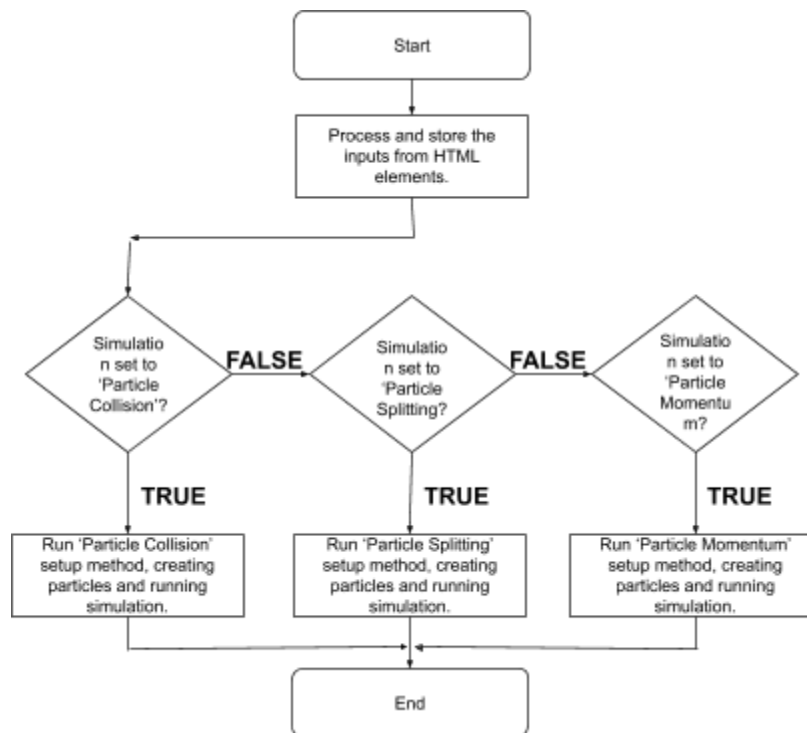 Start
Process and store the
inputs from HTML
elements.
Simulatio
n set to
‘Particle
Collision’?
FALSE
Simulatio
n set to
‘Particle
Splitting?
FALSE
Simulatio
n set to
‘Particle
Momentu
m?
TRUE
TRUE
TRUE
Run ‘Particle Collision’
setup method, creating
particles and running
simulation.
Run ‘Particle Splitting’
setup method, creating
particles and running
simulation.
Run ‘Particle Momentum’
setup method, creating
particles and running
simulation.
End